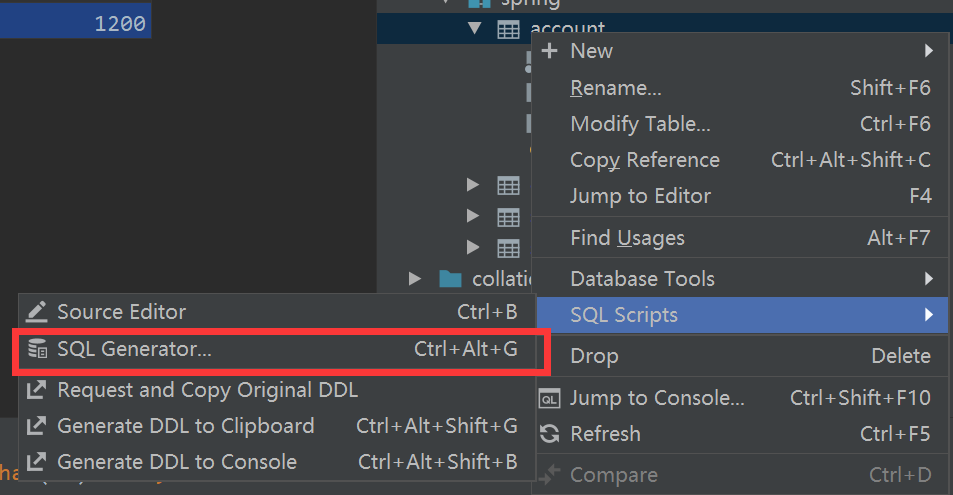 spring
1200
account
New
Rename... Shift+F6
Modify Table... Ctrl+F6
Copy Reference Ctrl+Alt+Shift+C
Jump to Editor F4
Find Usages Alt+F7
Database Tools
SQL Scripts
Drop Delete
QL Jump to Console... Ctrl+Shift+F10
Refresh Ctrl+F5
Compare Ctrl+D
Source Editor Ctrl+B
SQL Generator... Ctrl+Alt+G
Request and Copy Original DDL
Generate DDL to Clipboard Ctrl+Alt+Shift+G
Generate DDL to Console Ctrl+Alt+Shift+B